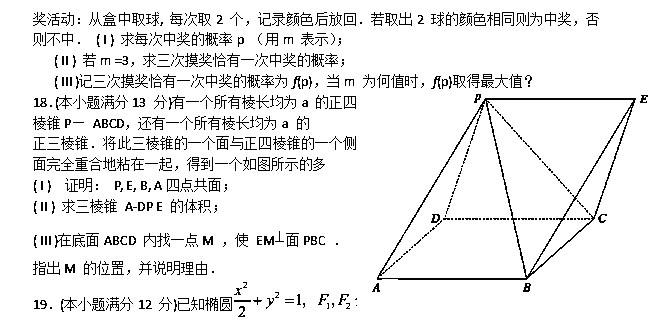 奖活动：从盒中取球, 每次取 2 个，记录颜色后放回．若取出 2 球的颜色相同则为中奖，否
则不中．（I）求每次中奖的概率 p （用 m 表示）；
（II）若 m =3，求三次摸奖恰有一次中奖的概率；
（III)记三次摸奖恰有一次中奖的概率为 f(p)，当 m 为何值时，f(p)取得最大值？
18.(本小题满分 13 分)有一个所有棱长均为 a 的正四
棱锥 P— ABCD，还有一个所有棱长均为 a 的
正三棱锥．将此三棱锥的一个面与正四棱锥的一个侧
面完全重合地粘在一起，得到一个如图所示的多
（I） 证明： P, E, B, A 四点共面；
（II）求三棱锥 A-DP E 的体积；
（III)在底面 ABCD 内找一点 M ，使 EM⊥面 PBC ．
指出 M 的位置，并说明理由．
P E
D C
A B
19．(本小题满分 12 分)已知椭圆 x²/2 + y² =1, F₁, F₂ :